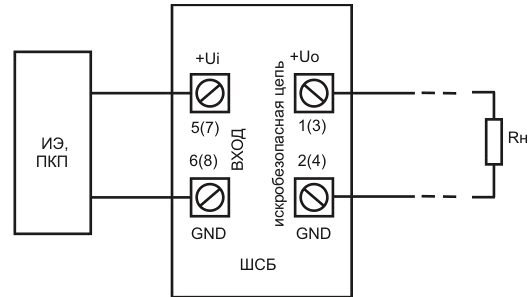 +Ui
+Uo
ИЭ,
ПКП
5(7)
1(3)
ВХОД
искробезопасная цепь
6(8)
2(4)
Rн
GND
GND
ШСБ